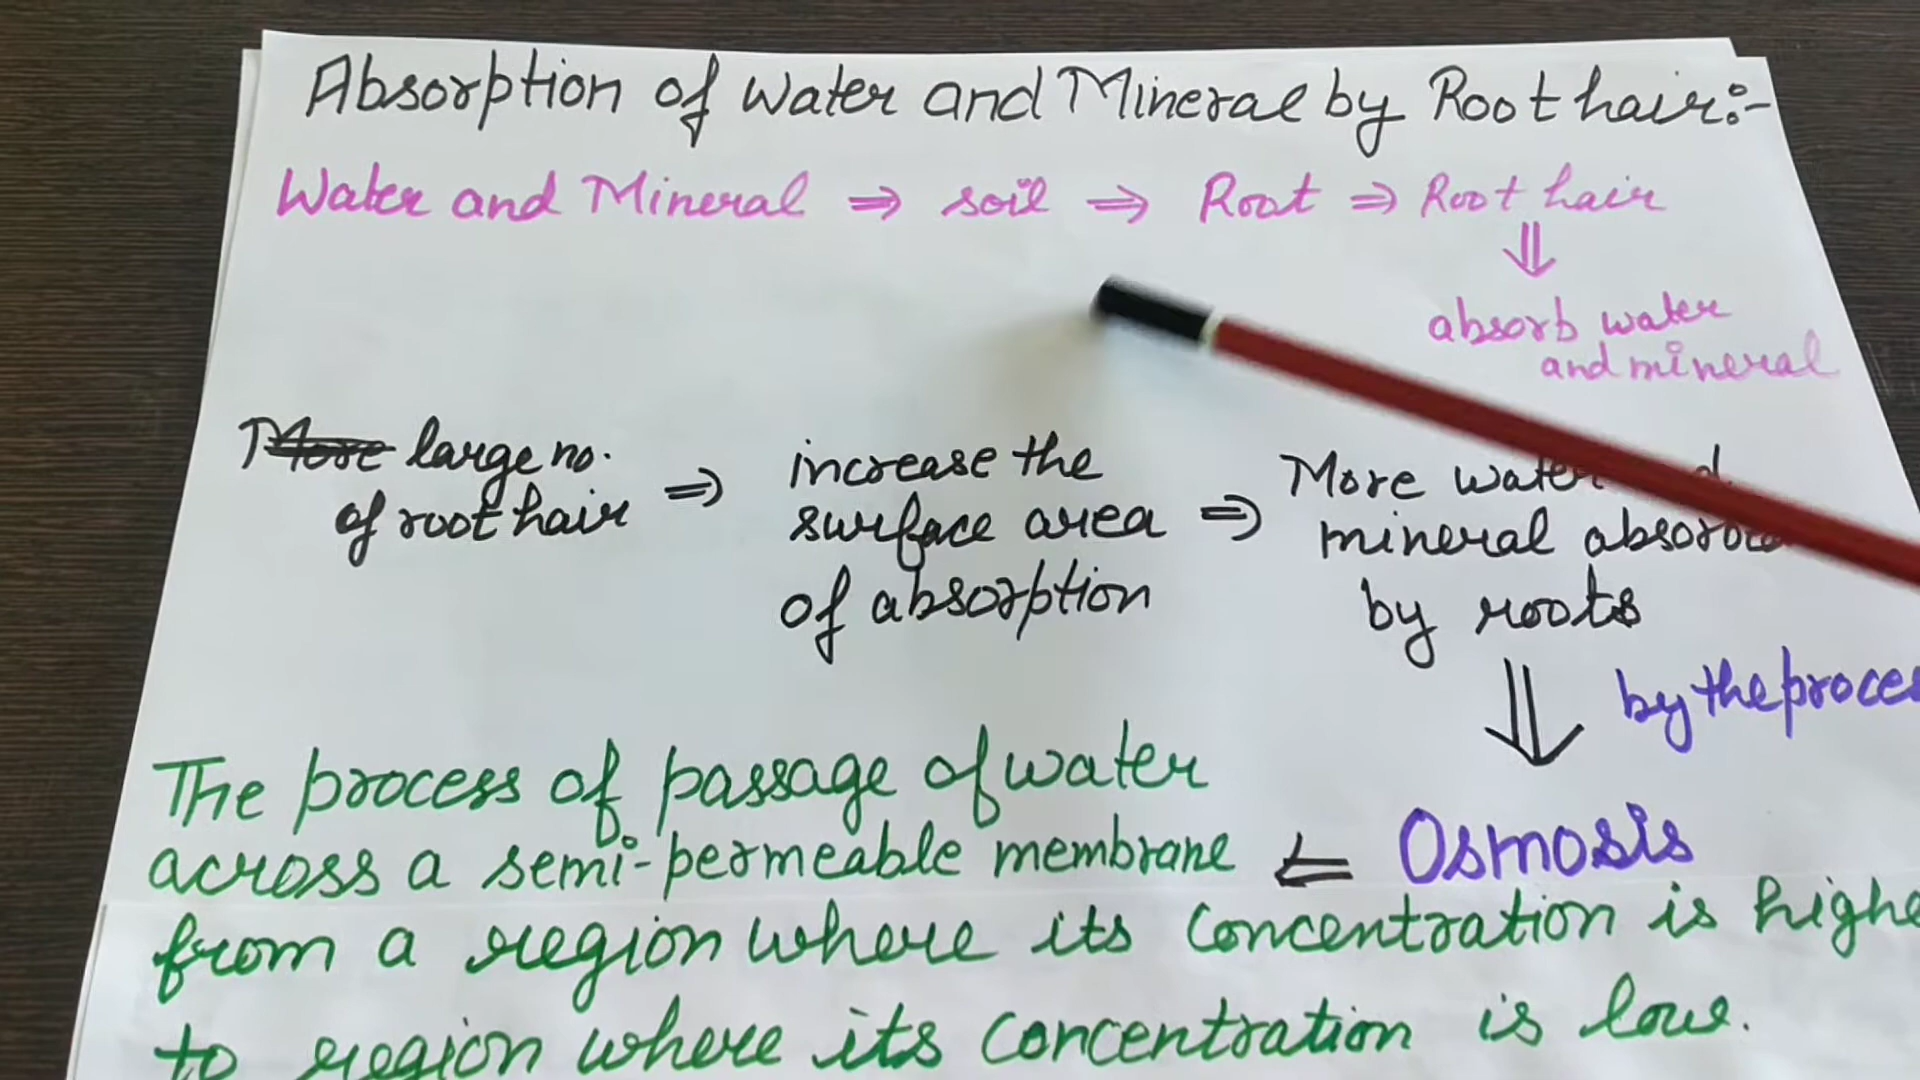 Absorption of Water and Mineral by Root hair:-
Water and Mineral ⇒ soil ⇒ Root ⇒ Root hair
⇓
absorb water
and mineral
large no.
of root hair ⇒
increase the
surface area ⇒
of absorption
More
mineral
by roots
⇓ by the
The process of passage of water
across a semi-permeable membrane ⇐ Osmosis
from a region where its concentration is
to region where its concentration is low.